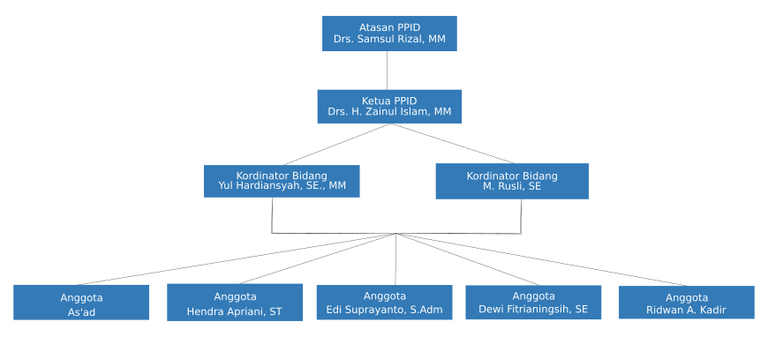 Atasan PPID
Drs. Samsul Rizal, MM
Ketua PPID
Drs. H. Zainul Islam, MM
Kordinator Bidang
Yul Hardiansyah, SE., MM
Kordinator Bidang
M. Rusli, SE
Anggota
As'ad
Anggota
Hendra Apriani, ST
Anggota
Edi Suprayanto, S.Adm
Anggota
Dewi Fitrianingsih, SE
Anggota
Ridwan A. Kadir